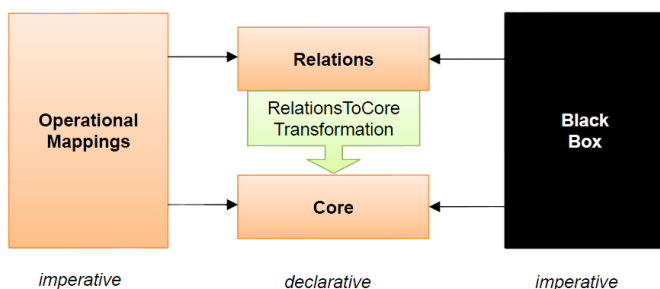 Relations
Operational
Mappings
RelationsToCore
Transformation
Black
Box
Core
imperative
declarative
imperative